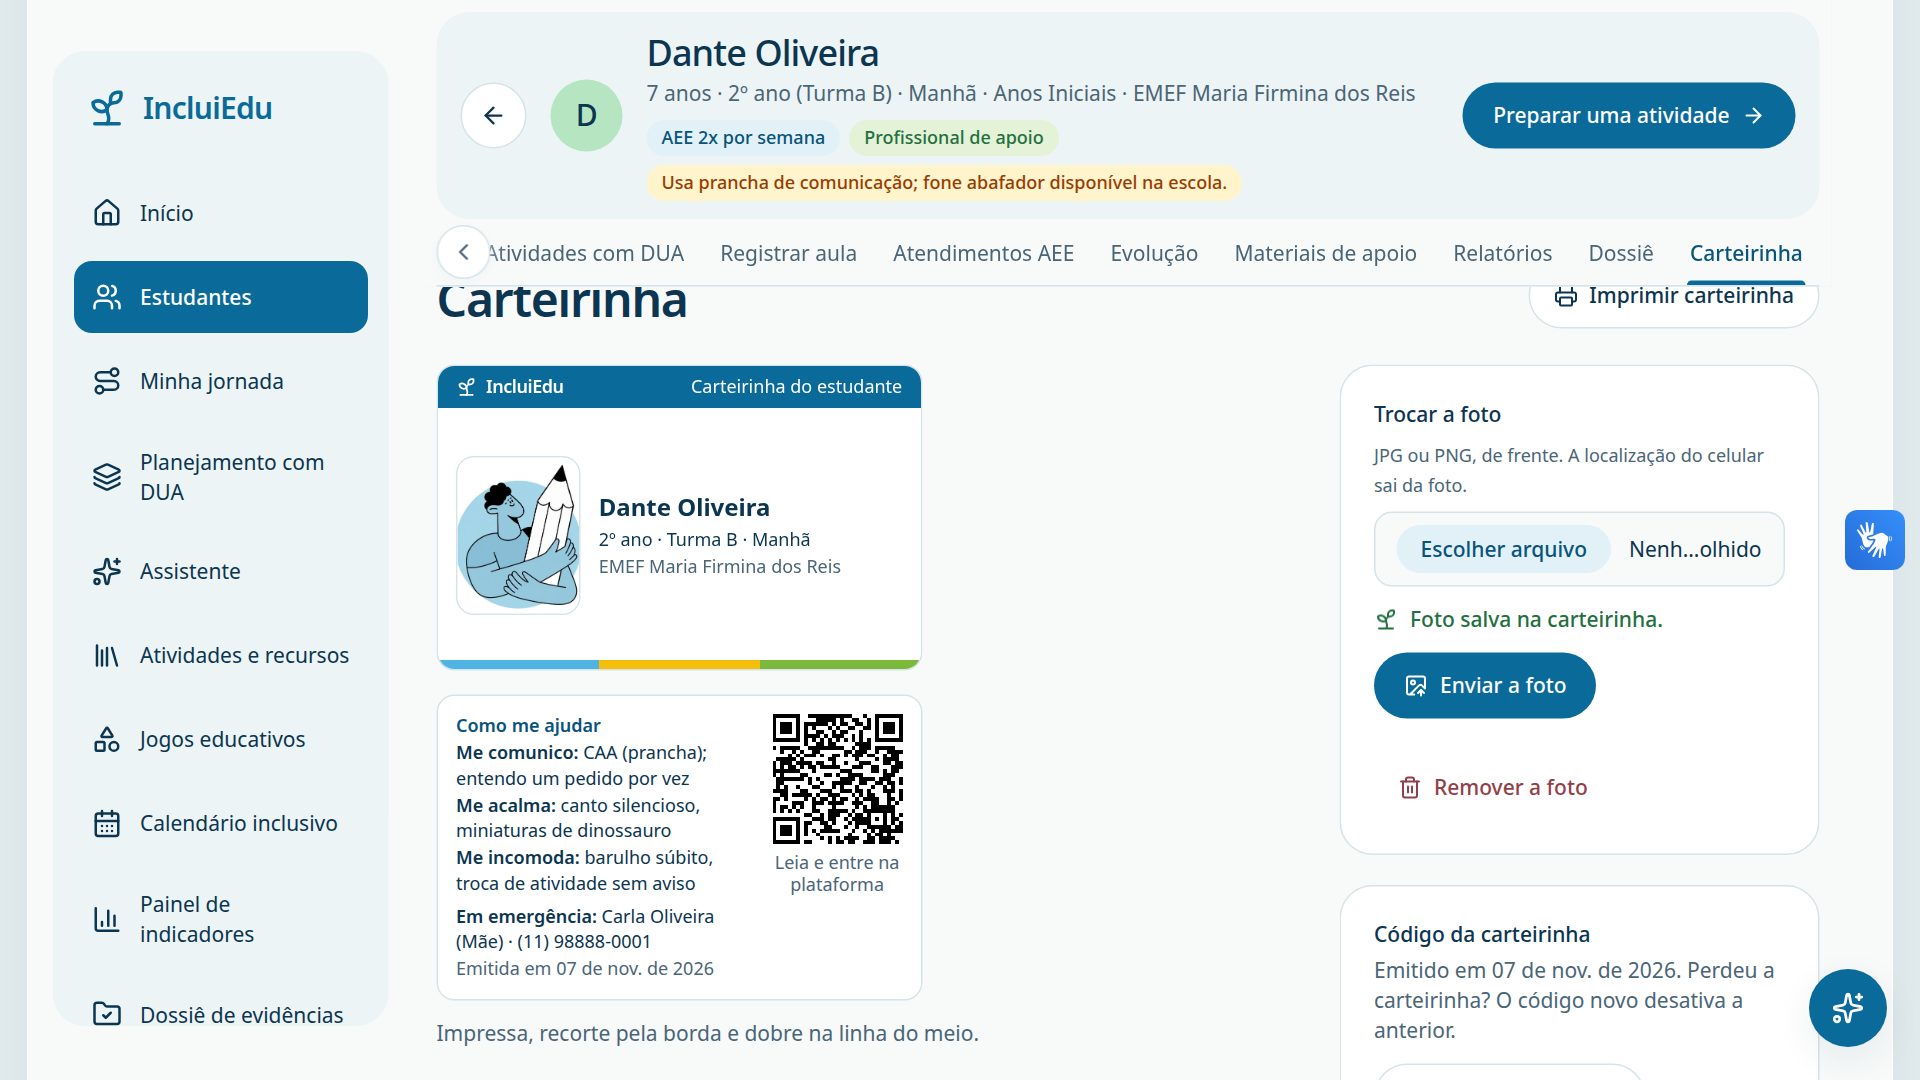 IncluiEdu
Início
Estudantes
Minha jornada
Planejamento com
DUA
Assistente
Atividades e recursos
Jogos educativos
Calendário inclusivo
Painel de
indicadores
Dossiê de evidências
D
Dante Oliveira
7 anos · 2º ano (Turma B) · Manhã · Anos Iniciais · EMEF Maria Firmina dos Reis
AEE 2x por semana
Profissional de apoio
Usa prancha de comunicação; fone abafador disponível na escola.
Preparar uma atividade
Atividades com DUA
Registrar aula
Atendimentos AEE
Evolução
Materiais de apoio
Relatórios
Dossiê
Carteirinha
Carteirinha
Imprimir carteirinha
IncluiEdu
Carteirinha do estudante
Dante Oliveira
2º ano · Turma B · Manhã
EMEF Maria Firmina dos Reis
Como me ajudar
Me comunico: CAA (prancha);
entendo um pedido por vez
Me acalma: canto silencioso,
miniaturas de dinossauro
Me incomoda: barulho súbito,
troca de atividade sem aviso
Em emergência: Carla Oliveira
(Mãe) · (11) 98888-0001
Emitida em 07 de nov. de 2026
Leia e entre na
plataforma
Impressa, recorte pela borda e dobre na linha do meio.
Trocar a foto
JPG ou PNG, de frente. A localização do celular
sai da foto.
Escolher arquivo
Nenh...olhido
Foto salva na carteirinha.
Enviar a foto
Remover a foto
Código da carteirinha
Emitido em 07 de nov. de 2026. Perdeu a
carteirinha? O código novo desativa a
anterior.